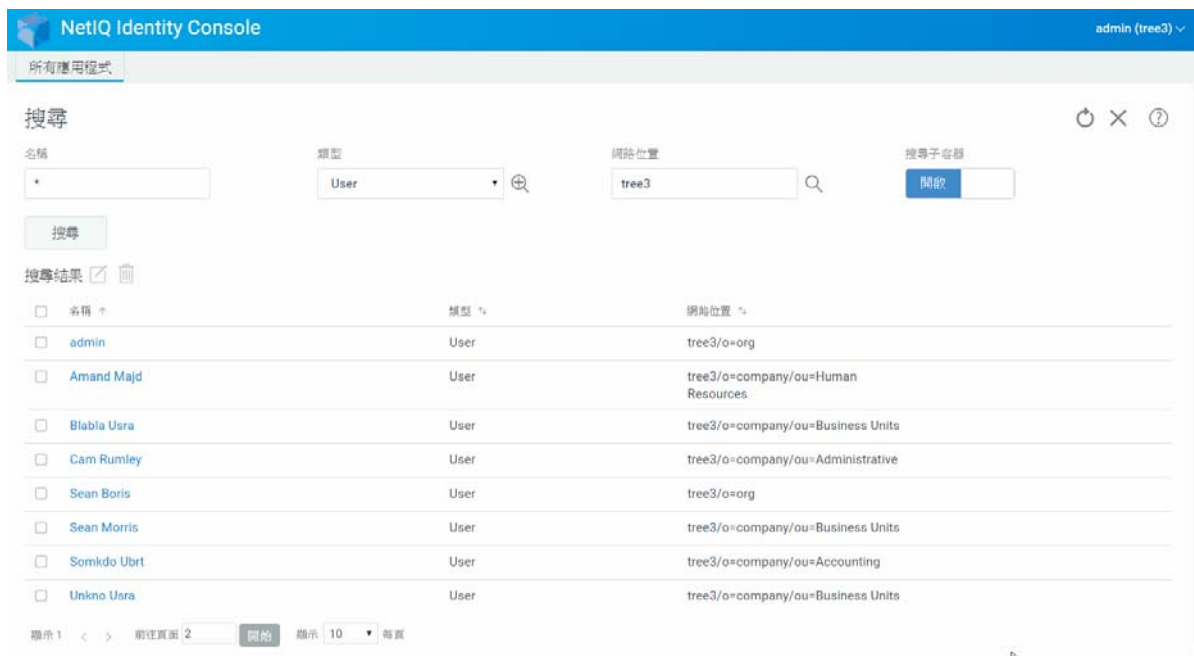 NetIQ Identity Console
admin (tree3)
所有應用程式
搜尋
名稱 類型 網路位置 搜尋子容器
* User tree3 開啟
搜尋
搜尋結果
名稱 類型 網路位置
admin User tree3/o=org
Amand Majd User tree3/o=company/ou=Human
Resources
Blabla Usra User tree3/o=company/ou=Business Units
Cam Rumley User tree3/o=company/ou=Administrative
Sean Boris User tree3/o=org
Sean Morris User tree3/o=company/ou=Business Units
Somkdo Ubrt User tree3/o=company/ou=Accounting
Unkno Usra User tree3/o=company/ou=Business Units
顯示 1 < > 前往頁面 2 開始 顯示 10 每頁